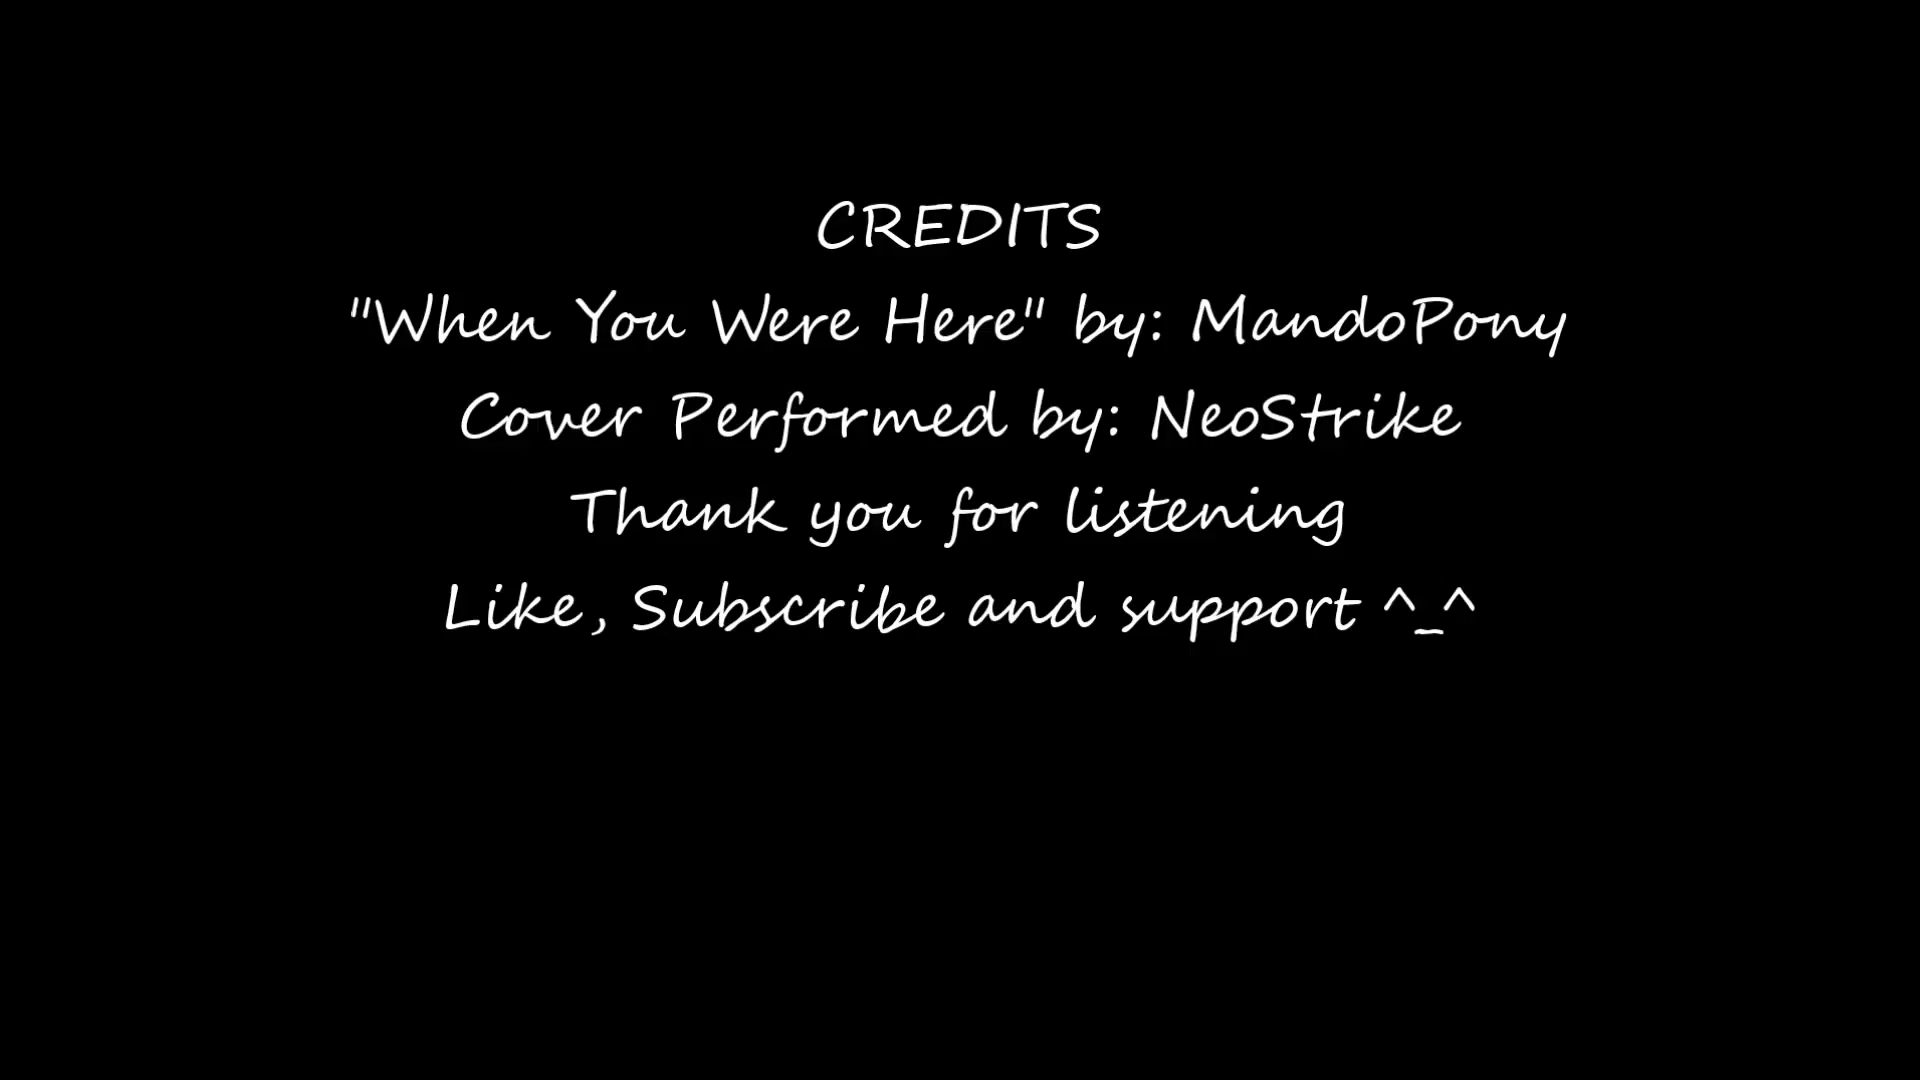 CREDITS
"When You Were Here" by: MandoPony
Cover Performed by: NeoStrike
Thank you for listening
Like, Subscribe and support ^_^